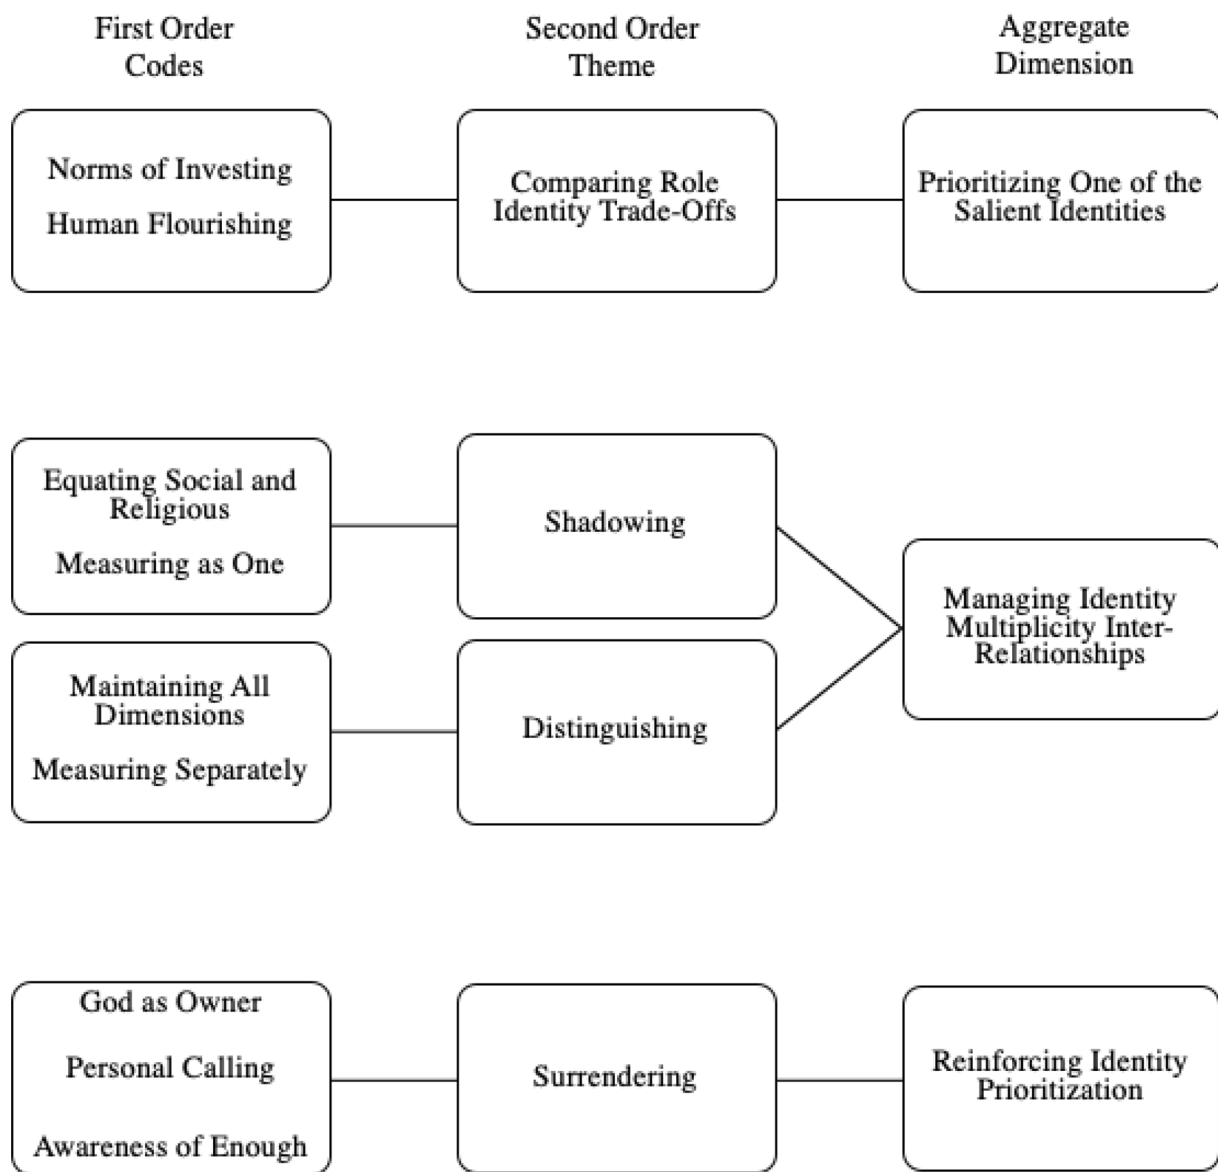 First Order
Codes
Second Order
Theme
Aggregate
Dimension
Norms of Investing
Human Flourishing
Comparing Role
Identity Trade-Offs
Prioritizing One of the
Salient Identities
Equating Social and
Religious
Measuring as One
Shadowing
Maintaining All
Dimensions
Measuring Separately
Distinguishing
Managing Identity
Multiplicity Inter-
Relationships
God as Owner
Personal Calling
Awareness of Enough
Surrendering
Reinforcing Identity
Prioritization